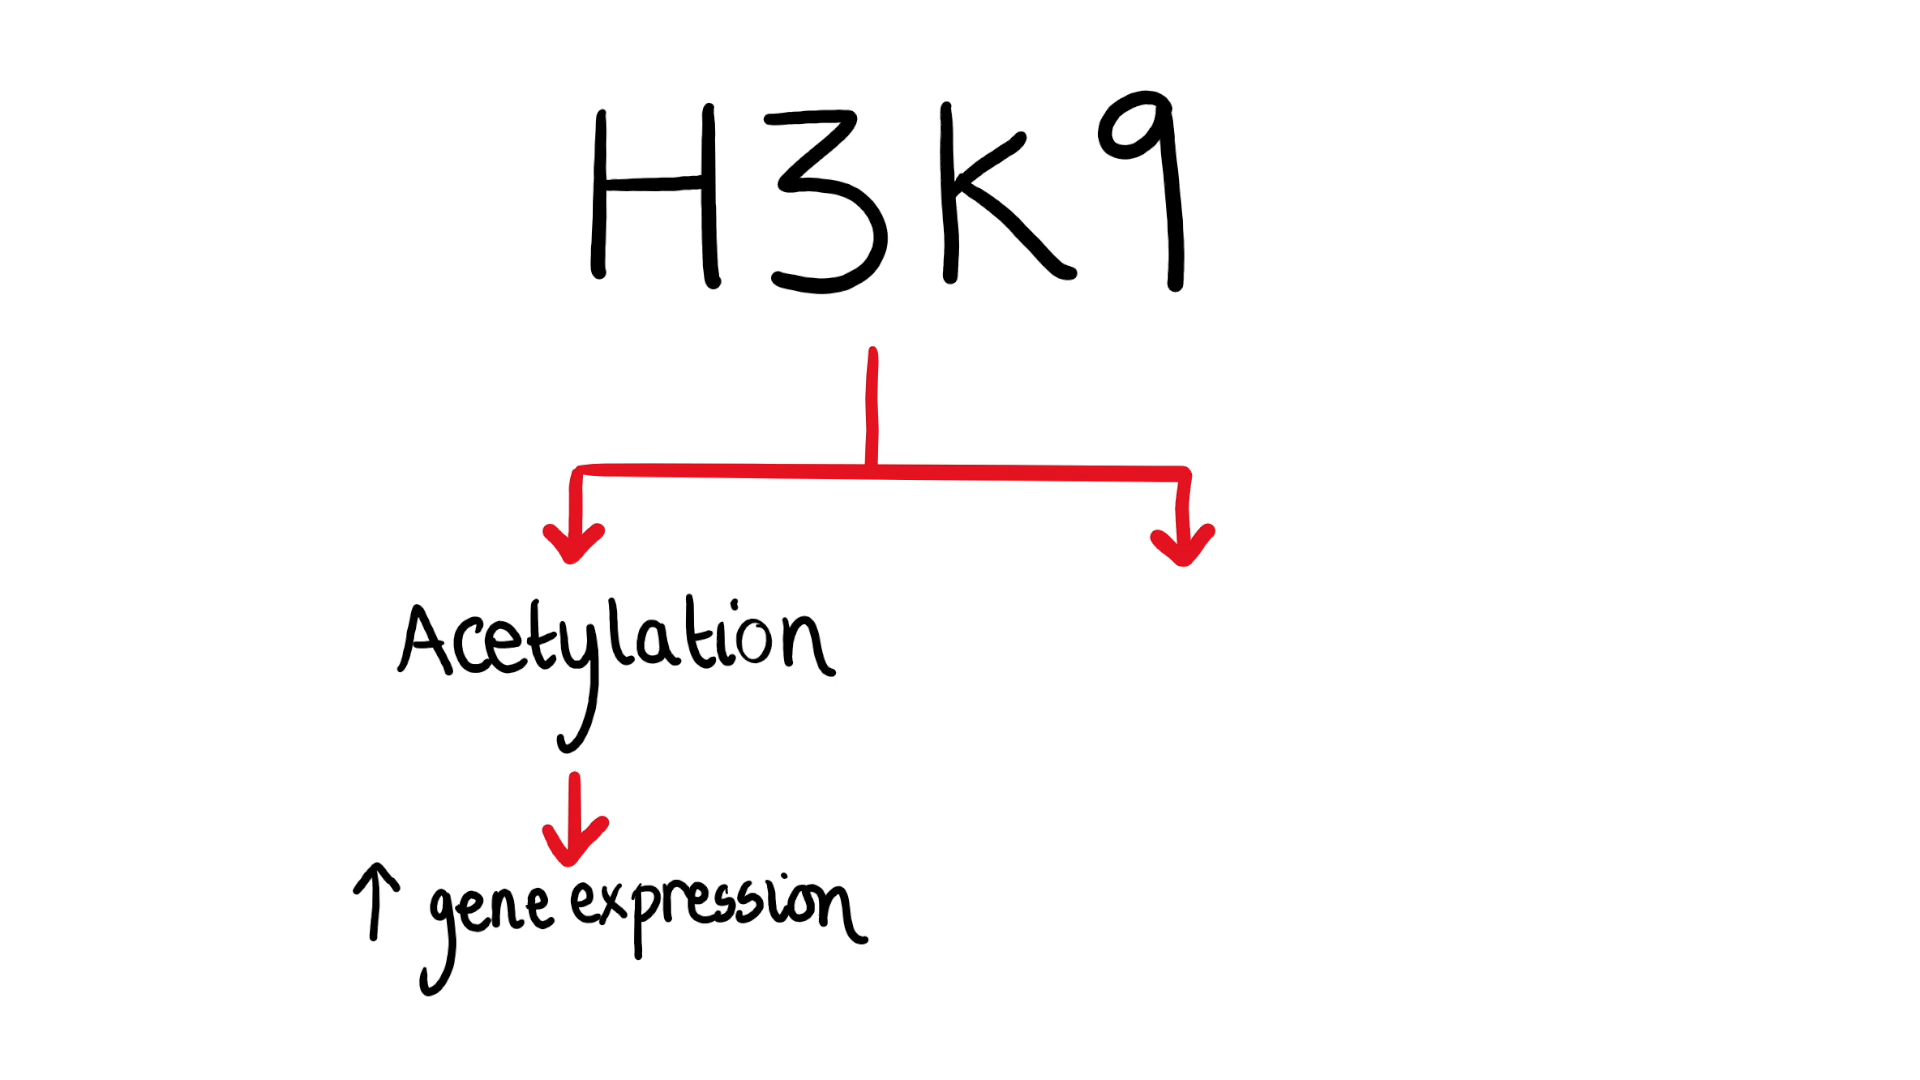 H3K9
Acetylation
↑ gene expression